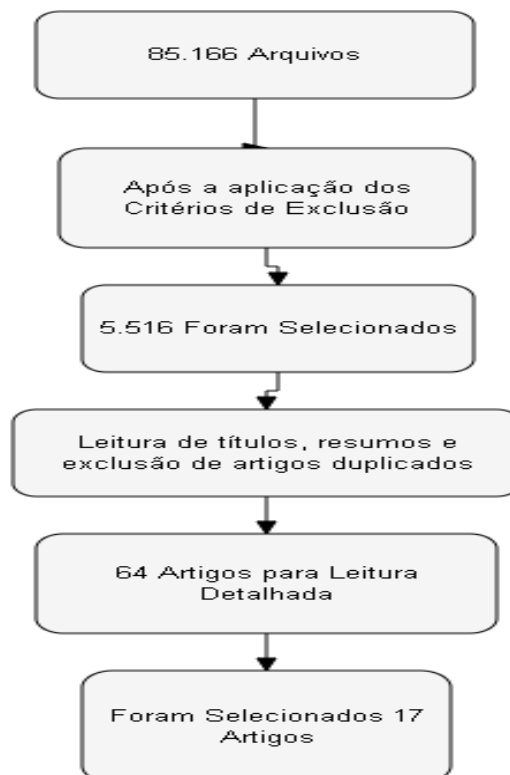 85.166 Arquivos
Após a aplicação dos
Critérios de Exclusão
5.516 Foram Selecionados
Leitura de títulos, resumos e
exclusão de artigos duplicados
64 Artigos para Leitura
Detalhada
Foram Selecionados 17
Artigos